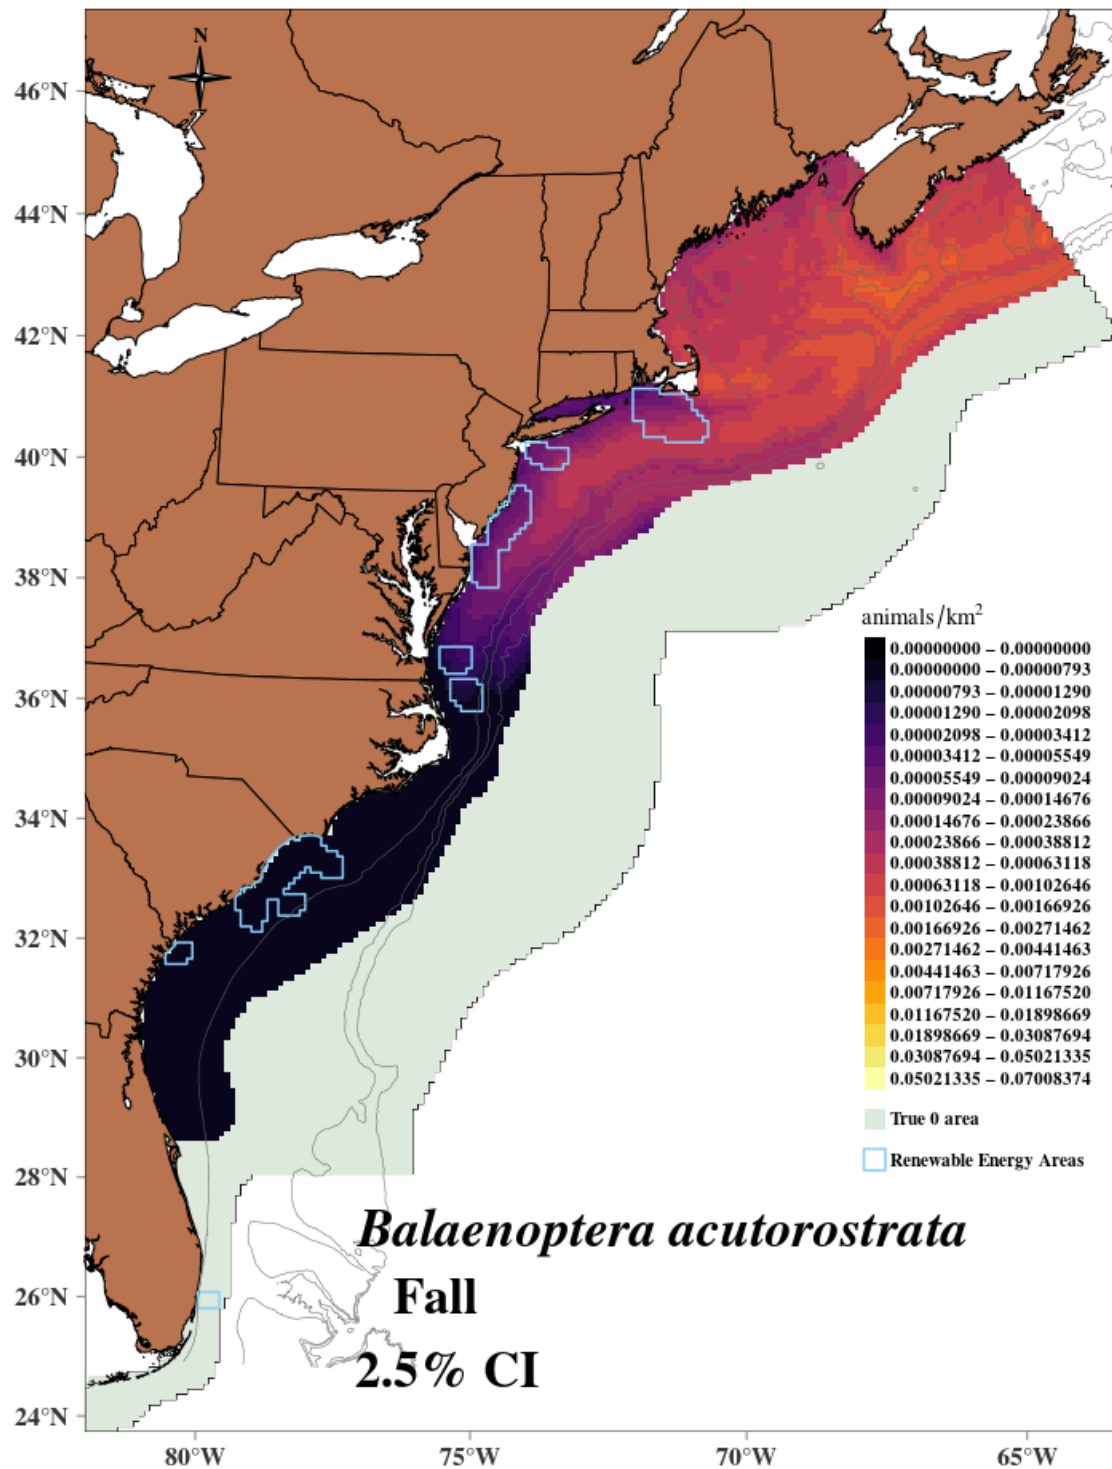 N
46°N
44°N
42°N
40°N
38°N
36°N
34°N
32°N
30°N
28°N
26°N
24°N
animals/km²
0.00000000 – 0.00000000
0.00000000 – 0.00000793
0.00000793 – 0.00001290
0.00001290 – 0.00002098
0.00002098 – 0.00003412
0.00003412 – 0.00005549
0.00005549 – 0.00009024
0.00009024 – 0.00014676
0.00014676 – 0.00023866
0.00023866 – 0.00038812
0.00038812 – 0.00063118
0.00063118 – 0.00102646
0.00102646 – 0.00166926
0.00166926 – 0.00271462
0.00271462 – 0.00441463
0.00441463 – 0.00717926
0.00717926 – 0.01167520
0.01167520 – 0.01898669
0.01898669 – 0.03087694
0.03087694 – 0.05021335
0.05021335 – 0.07008374
True 0 area
Renewable Energy Areas
Balaenoptera acutorostrata
Fall
2.5% CI
80°W
75°W
70°W
65°W